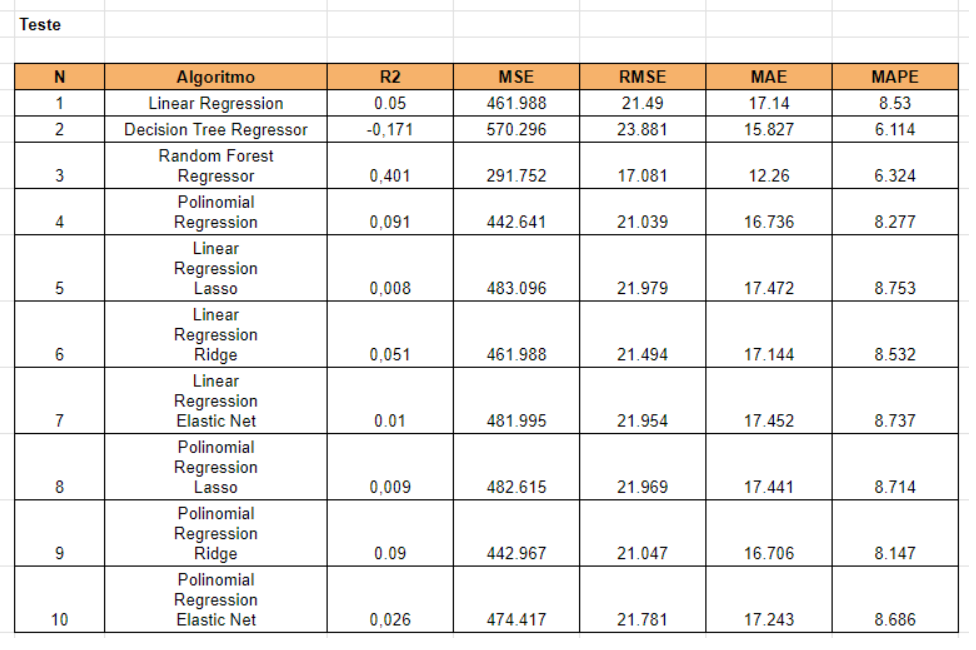 Teste
N Algoritmo R2 MSE RMSE MAE MAPE
1 Linear Regression 0.05 461.988 21.49 17.14 8.53
2 Decision Tree Regressor -0,171 570.296 23.881 15.827 6.114
Random Forest
3 Regressor 0,401 291.752 17.081 12.26 6.324
Polinomial
4 Regression 0,091 442.641 21.039 16.736 8.277
Linear
Regression
5 Lasso 0,008 483.096 21.979 17.472 8.753
Linear
Regression
6 Ridge 0,051 461.988 21.494 17.144 8.532
Linear
Regression
7 Elastic Net 0.01 481.995 21.954 17.452 8.737
Polinomial
Regression
8 Lasso 0,009 482.615 21.969 17.441 8.714
Polinomial
Regression
9 Ridge 0.09 442.967 21.047 16.706 8.147
Polinomial
Regression
10 Elastic Net 0,026 474.417 21.781 17.243 8.686